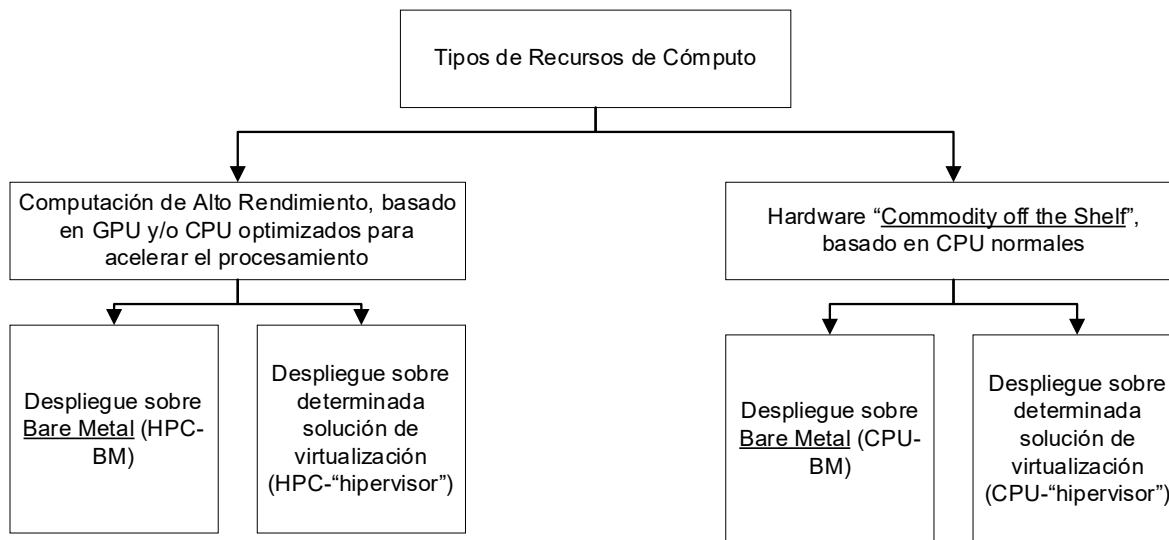 Tipos de Recursos de Cómputo
Computación de Alto Rendimiento, basado
en GPU y/o CPU optimizados para
acelerar el procesamiento
Hardware “Commodity off the Shelf”,
basado en CPU normales
Despliegue sobre
Bare Metal (HPC-
BM)
Despliegue sobre
determinada
solución de
virtualización
(HPC-“hipervisor”)
Despliegue sobre
Bare Metal (CPU-
BM)
Despliegue sobre
determinada
solución de
virtualización
(CPU-“hipervisor”)